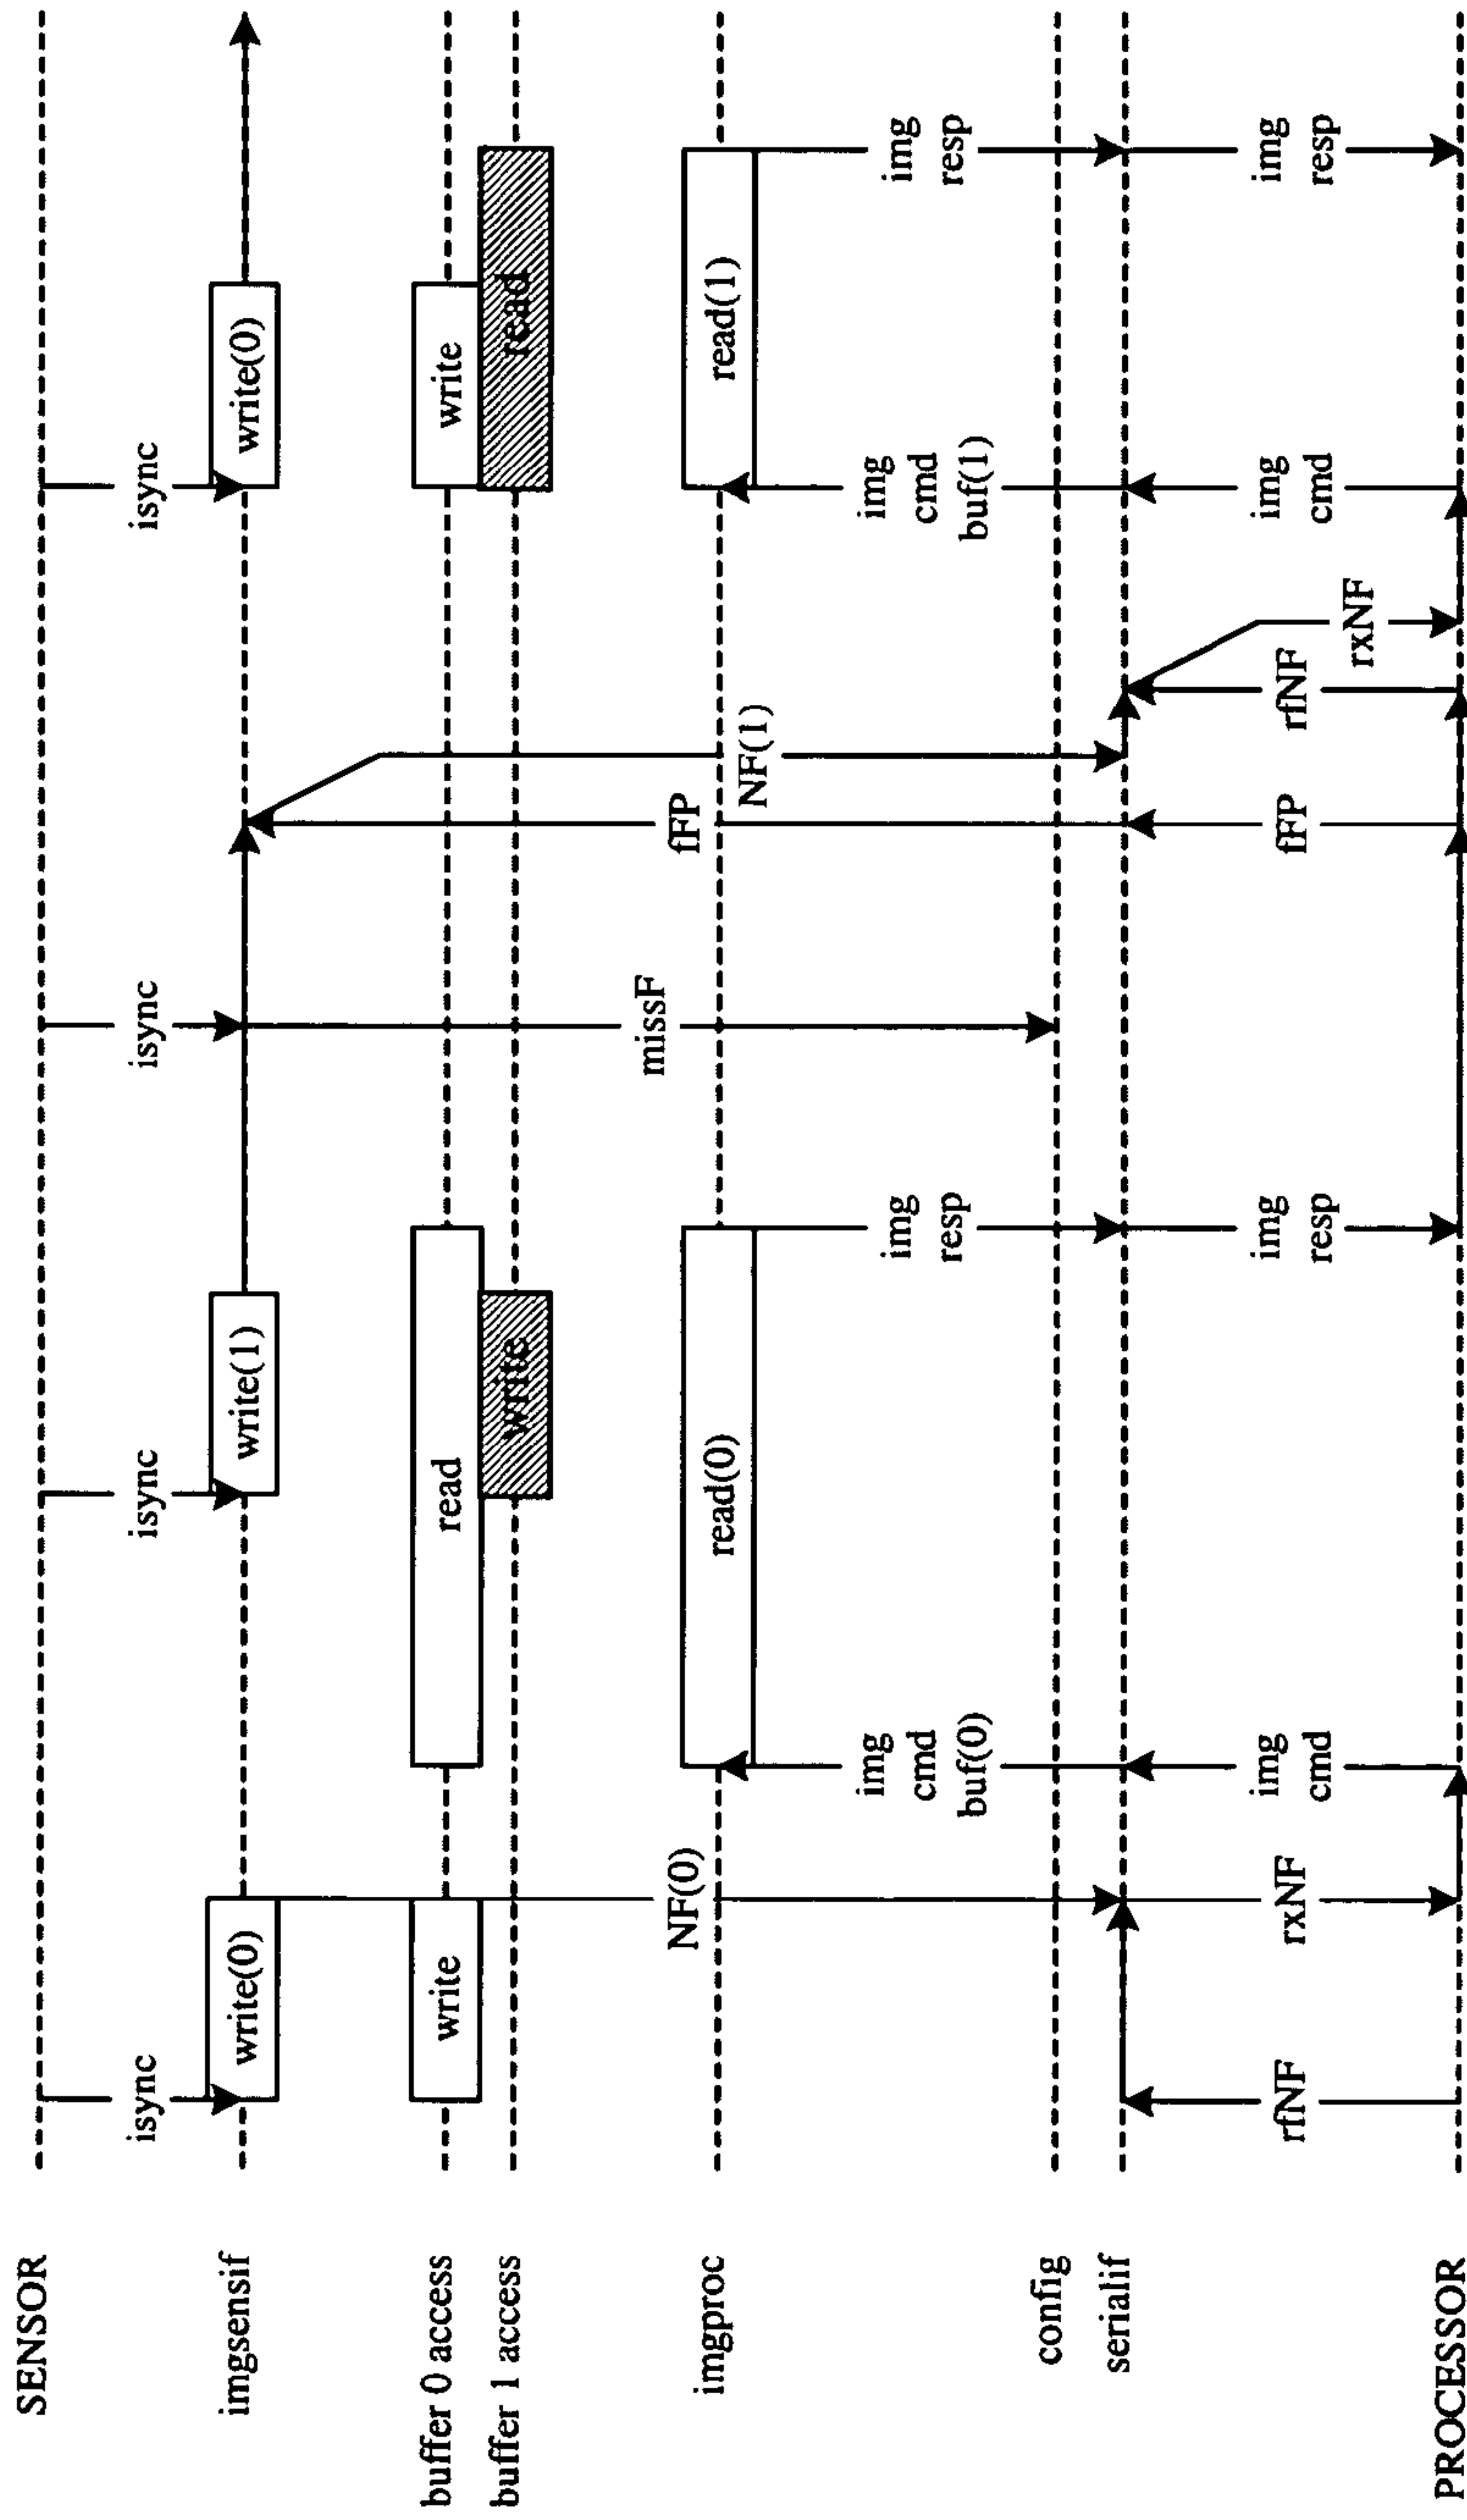 SENSOR
isync
isync
isync
isync
imgsensif
write(0)
write(1)
write(0)
buffer 0 access
write
read
write
buffer 1 access
write
read
missF
NF(0)
fFP
imgproc
read(0)
read(1)
NF(1)
img
cmd
buf(0)
img
resp
img
cmd
buf(1)
img
resp
config
serialif
rfNF
rxNF
img
cmd
img
resp
fFP
rfNF
rxNF
img
cmd
img
resp
PROCESSOR